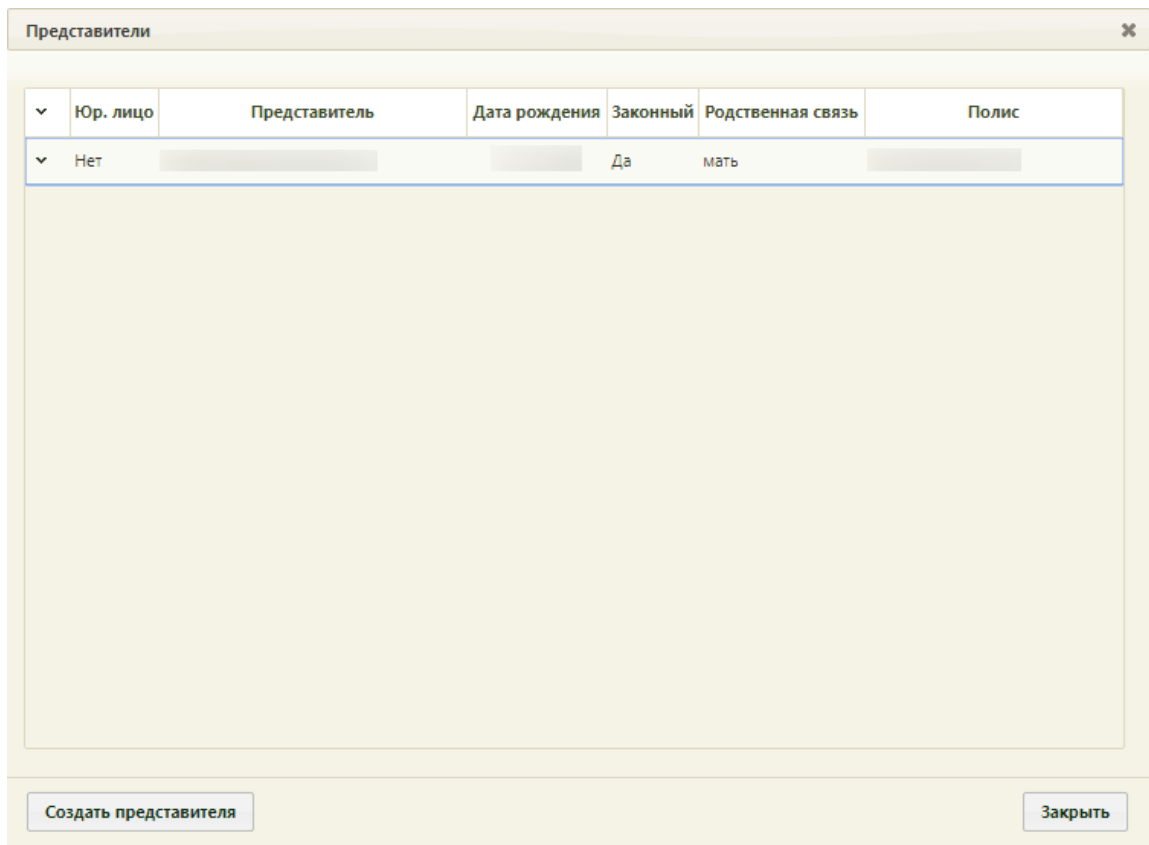 Представители
Юр. лицо Представитель Дата рождения Законный Родственная связь Полис
Нет Да мать
Создать представителя Закрыть